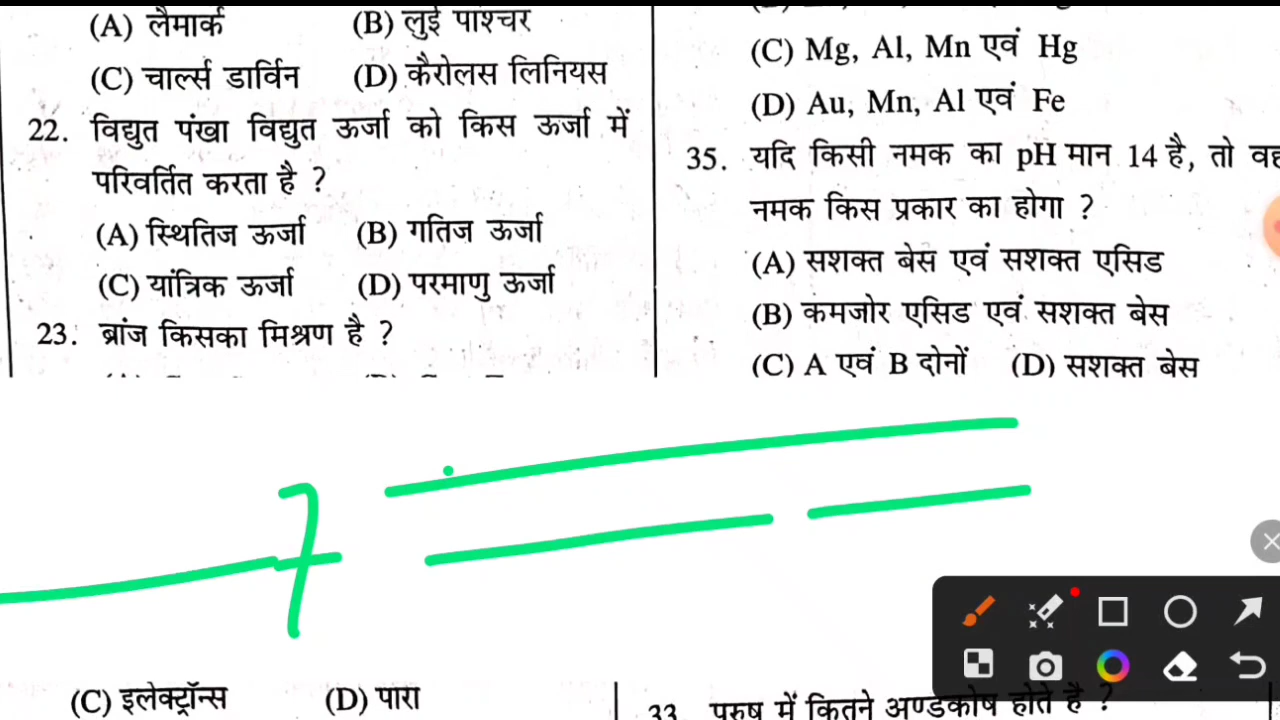 (A) लैमार्क (B) लुई पाश्चर
(C) चार्ल्स डार्विन (D) कैरोलस लिनियस
22. विद्युत पंखा विद्युत ऊर्जा को किस ऊर्जा में
परिवर्तित करता है ?
(A) स्थितिज ऊर्जा (B) गतिज ऊर्जा
(C) यांत्रिक ऊर्जा (D) परमाणु ऊर्जा
23. ब्रांज किसका मिश्रण है ?
(C) Mg, Al, Mn एवं Hg
(D) Au, Mn, Al एवं Fe
35. यदि किसी नमक का pH मान 14 है, तो वह
नमक किस प्रकार का होगा ?
(A) सशक्त बेस एवं सशक्त एसिड
(B) कमजोर एसिड एवं सशक्त बेस
(C) A एवं B दोनों (D) सशक्त बेस
7
(C) इलेक्ट्रॉन्स (D) पारा
33. पुरुष में कितने अण्डकोष होते है ?